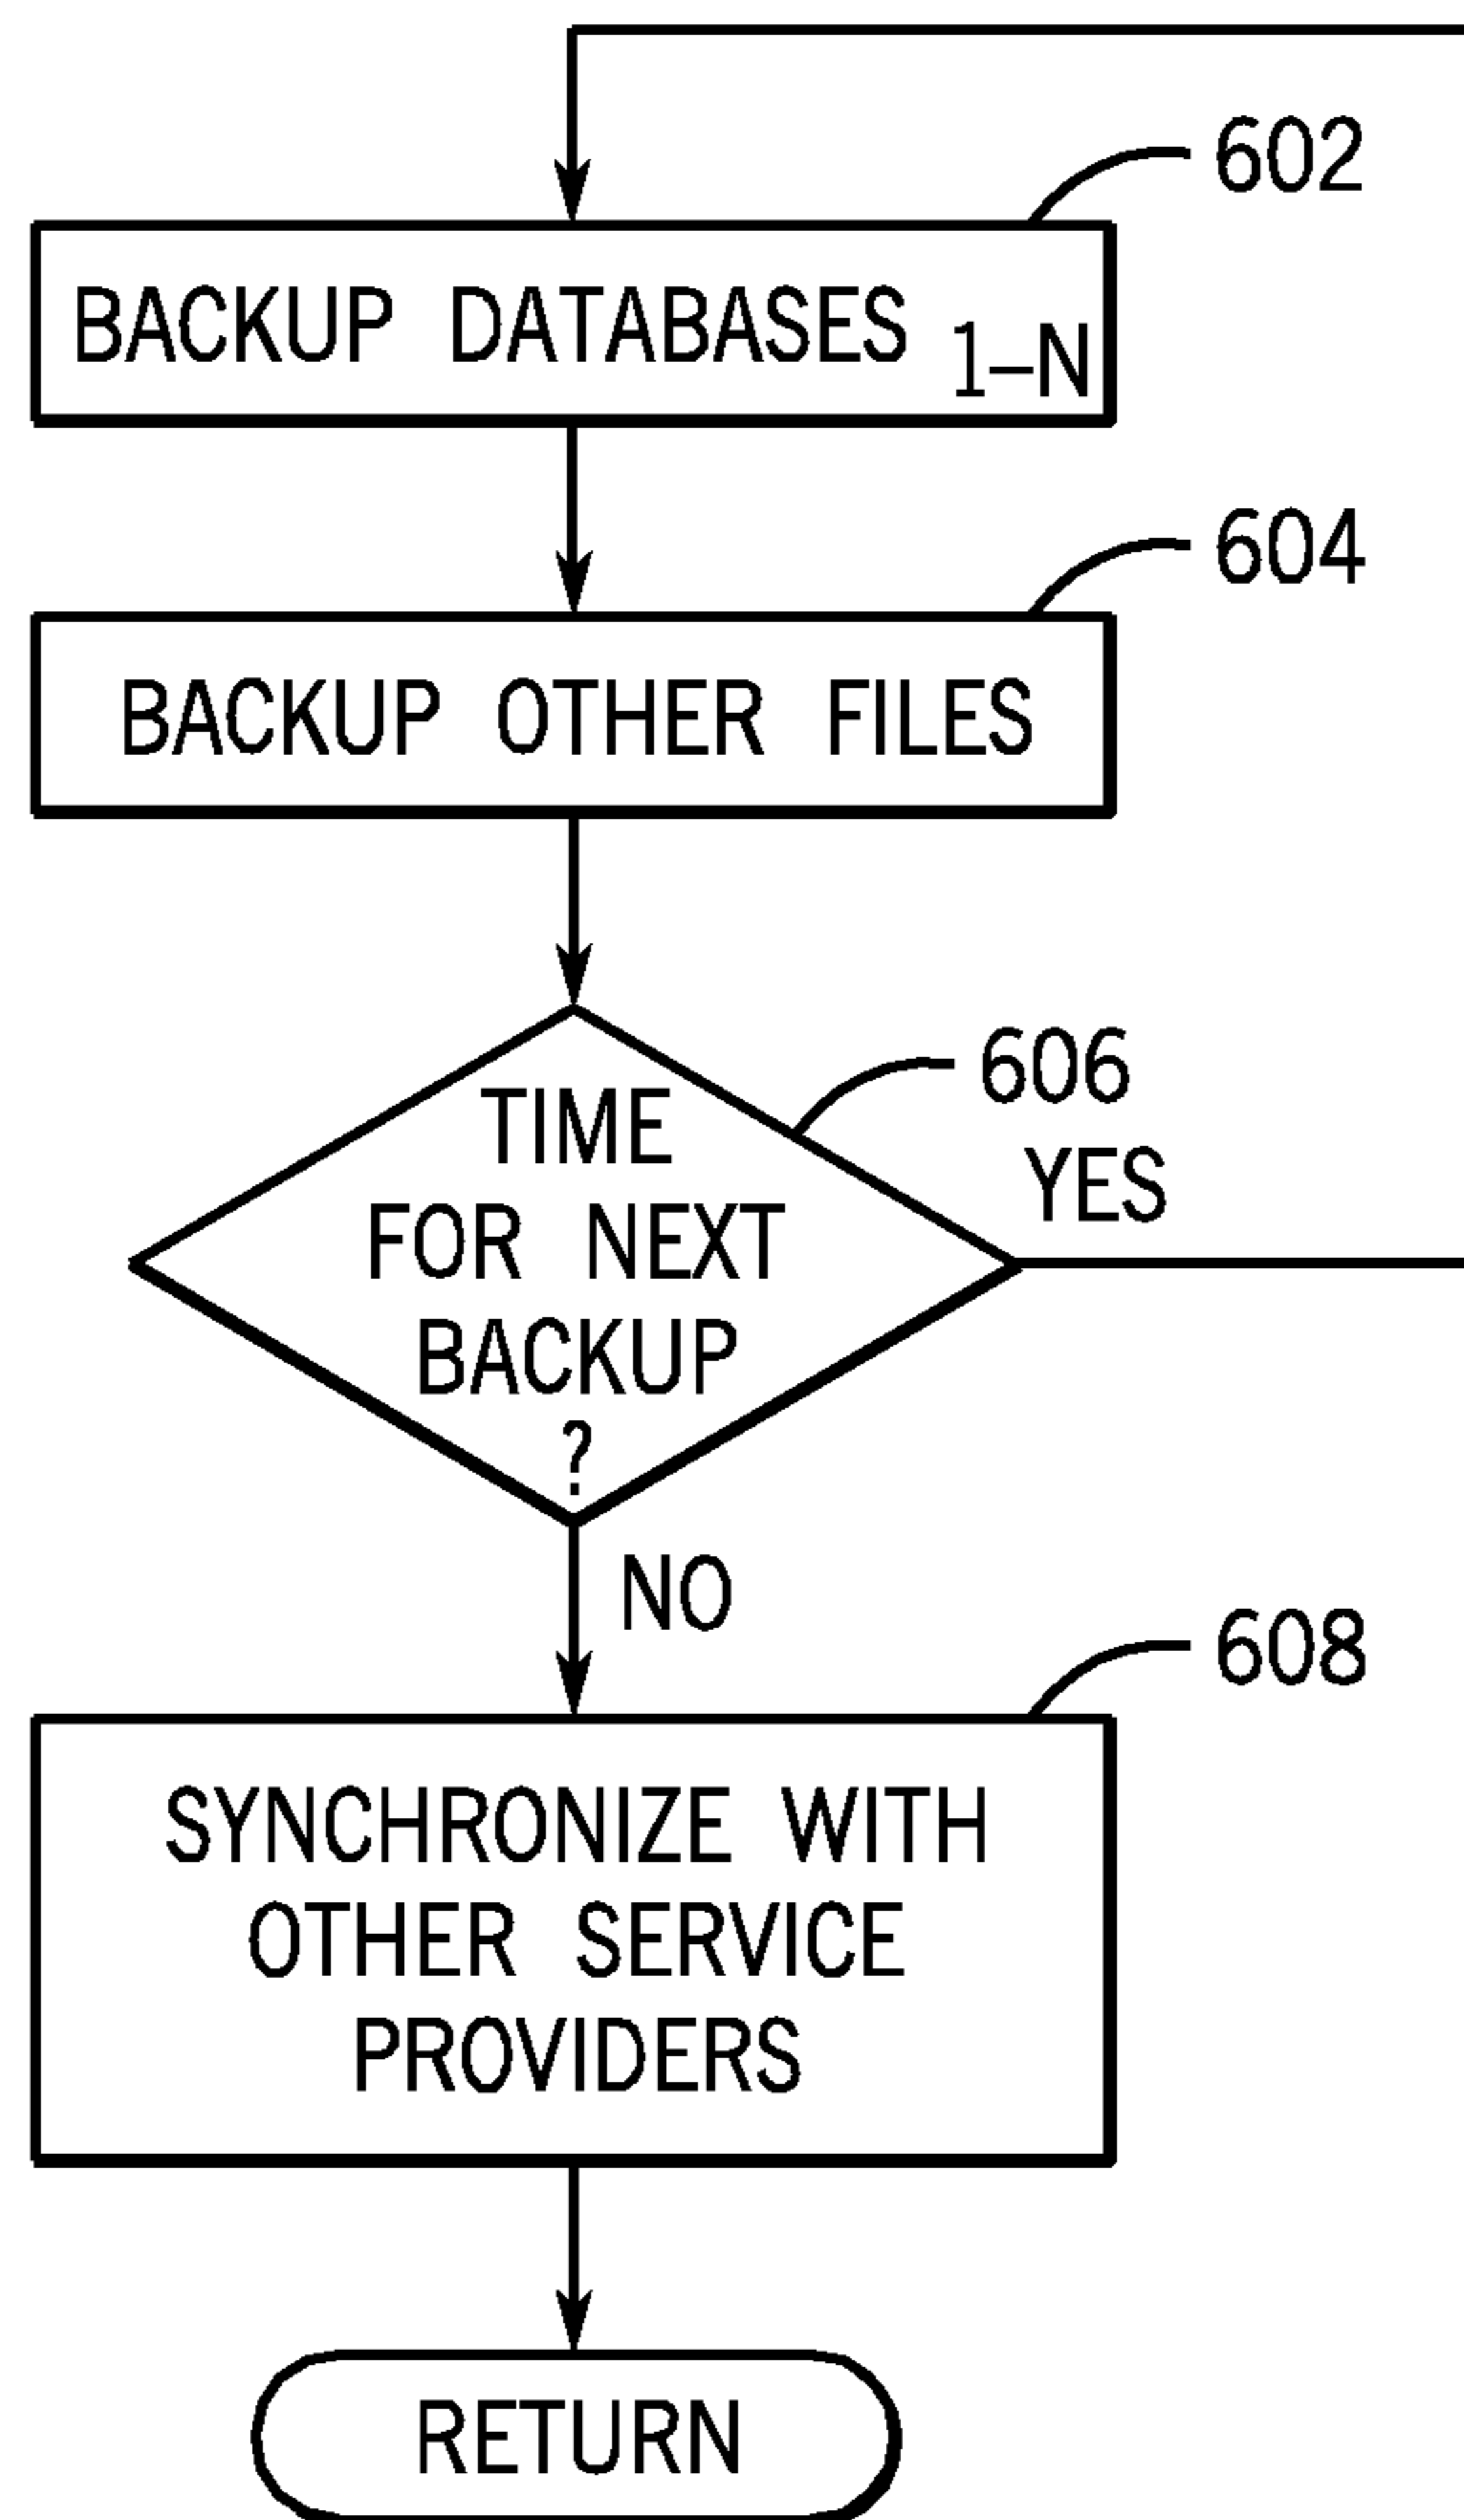 602
BACKUP DATABASES 1–N
604
BACKUP OTHER FILES
606
TIME
FOR NEXT
BACKUP
?
YES
NO
608
SYNCHRONIZE WITH
OTHER SERVICE
PROVIDERS
RETURN